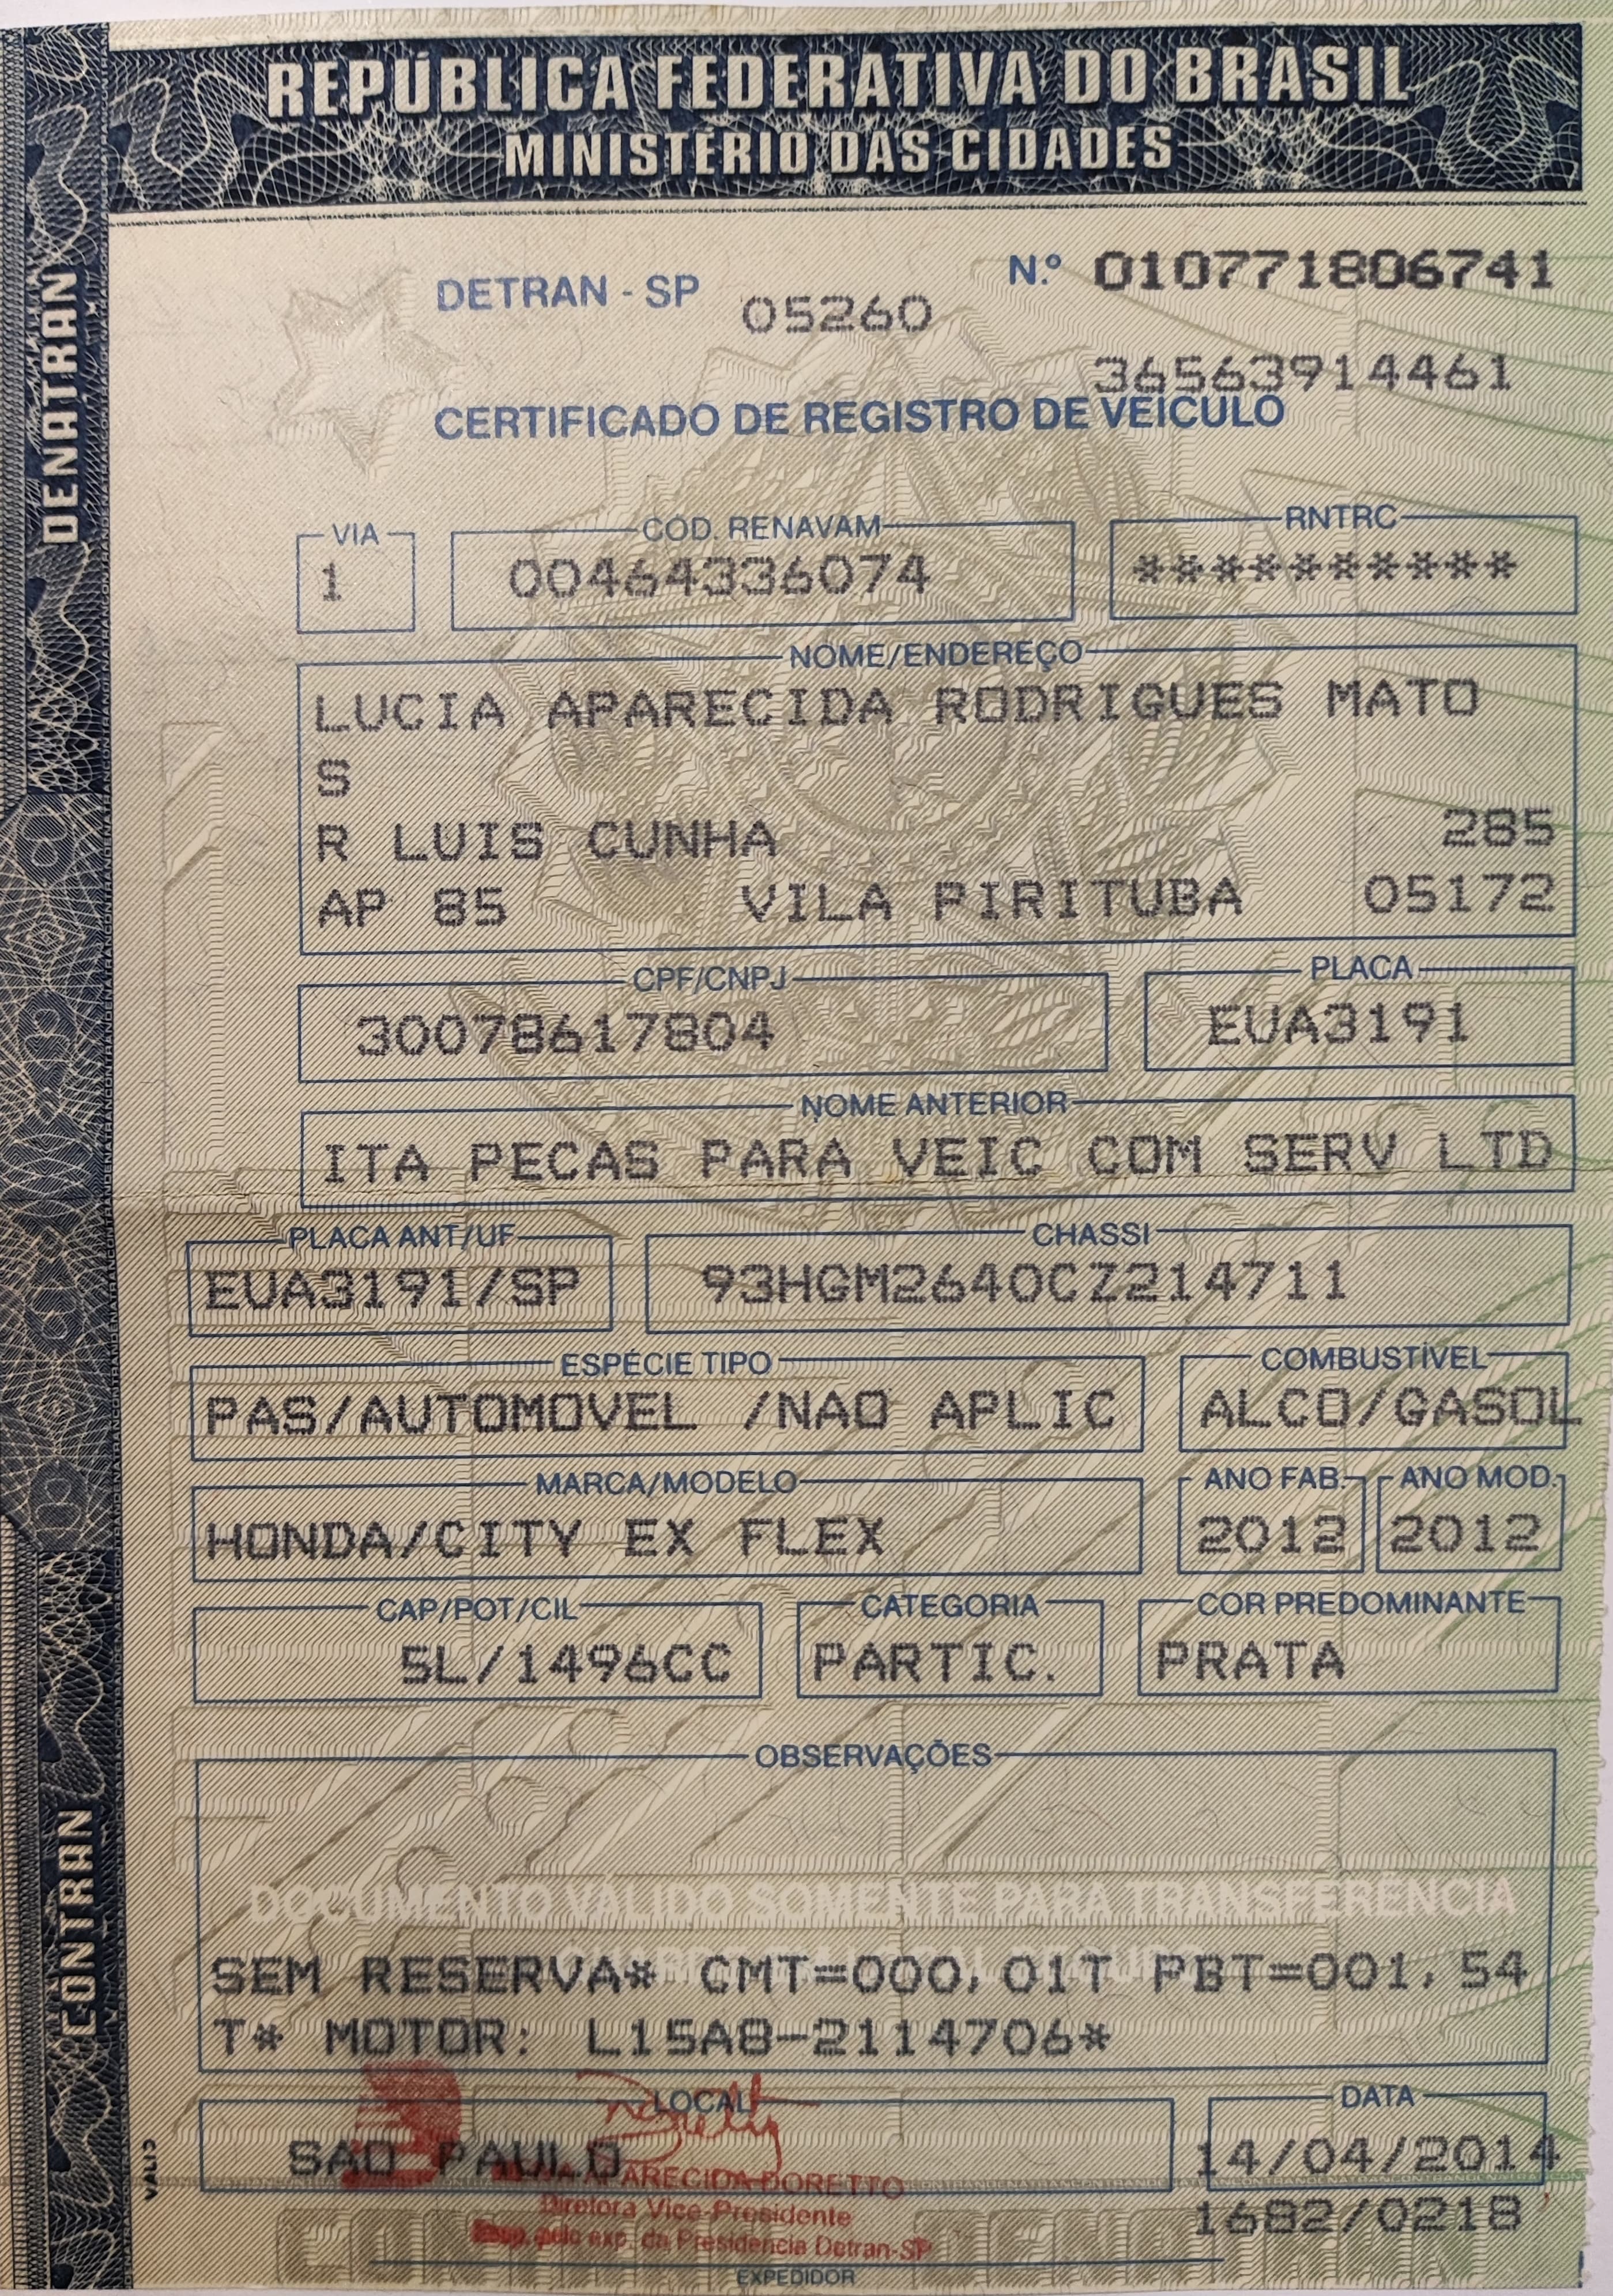 REPÚBLICA FEDERATIVA DO BRASIL
MINISTÉRIO DAS CIDADES
DENATRAN
CONTRAN
DETRAN - SP 05260
N.º 010771806741
36563914461
CERTIFICADO DE REGISTRO DE VEÍCULO
VIA CÓD. RENAVAM RNTRC
1 00464336074 **********
NOME/ENDEREÇO
LUCIA APARECIDA RODRIGUES MATO
S
R LUIS CUNHA 285
AP 85 VILA PIRITUBA 05172
CPF/CNPJ PLACA
30078617804 EUA3191
NOME ANTERIOR
ITA PECAS PARA VEIC COM SERV LTD
PLACA ANT/UF CHASSI
EUA3191/SP 93HGM2640CZ214711
ESPÉCIE TIPO COMBUSTÍVEL
PAS/AUTOMOVEL /NAO APLIC ALCO/GASOL
MARCA/MODELO ANO FAB. ANO MOD.
HONDA/CITY EX FLEX 2012 2012
CAP/POT/CIL CATEGORIA COR PREDOMINANTE
5L/1496CC PARTIC. PRATA
OBSERVAÇÕES
DOCUMENTO VÁLIDO SOMENTE PARA TRANSFERÊNCIA
SEM RESERVA* CMT=000,01T PBT=001,54
T* MOTOR: L15A8-2114706*
LOCAL DATA
SAO PAULO 14/04/2014
APARECIDA DORETTO
Diretora Vice-Presidente 1682/0218
pelo exp. da Presidência Detran-SP
EXPEDIDOR